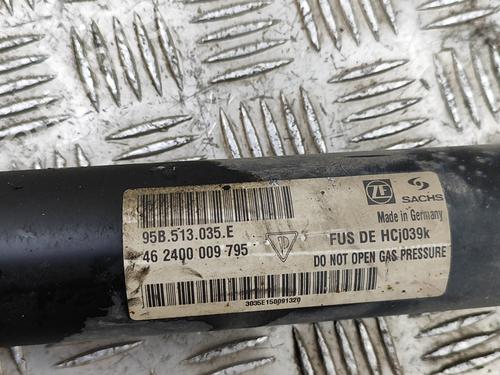 ZF SACHS
Made in Germany
95B.513.035.E
46 2400 009 795
FUS DE HCj039k
DO NOT OPEN GAS PRESSURE
3035E150091320